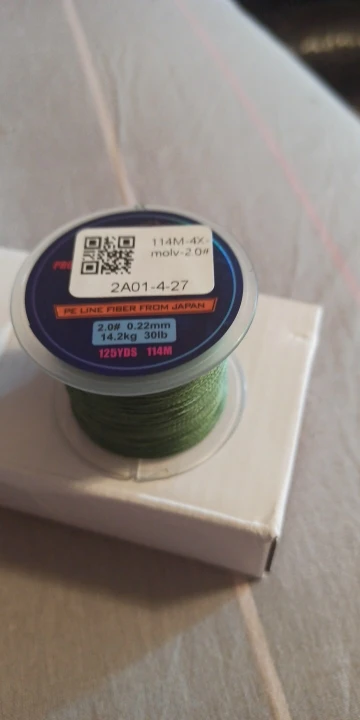 114M-4X-
molv-2.0#
2A01-4-27
PE LINE FIBER FROM JAPAN
2.0# 0.22mm
14.2kg 30lb
125YDS 114M